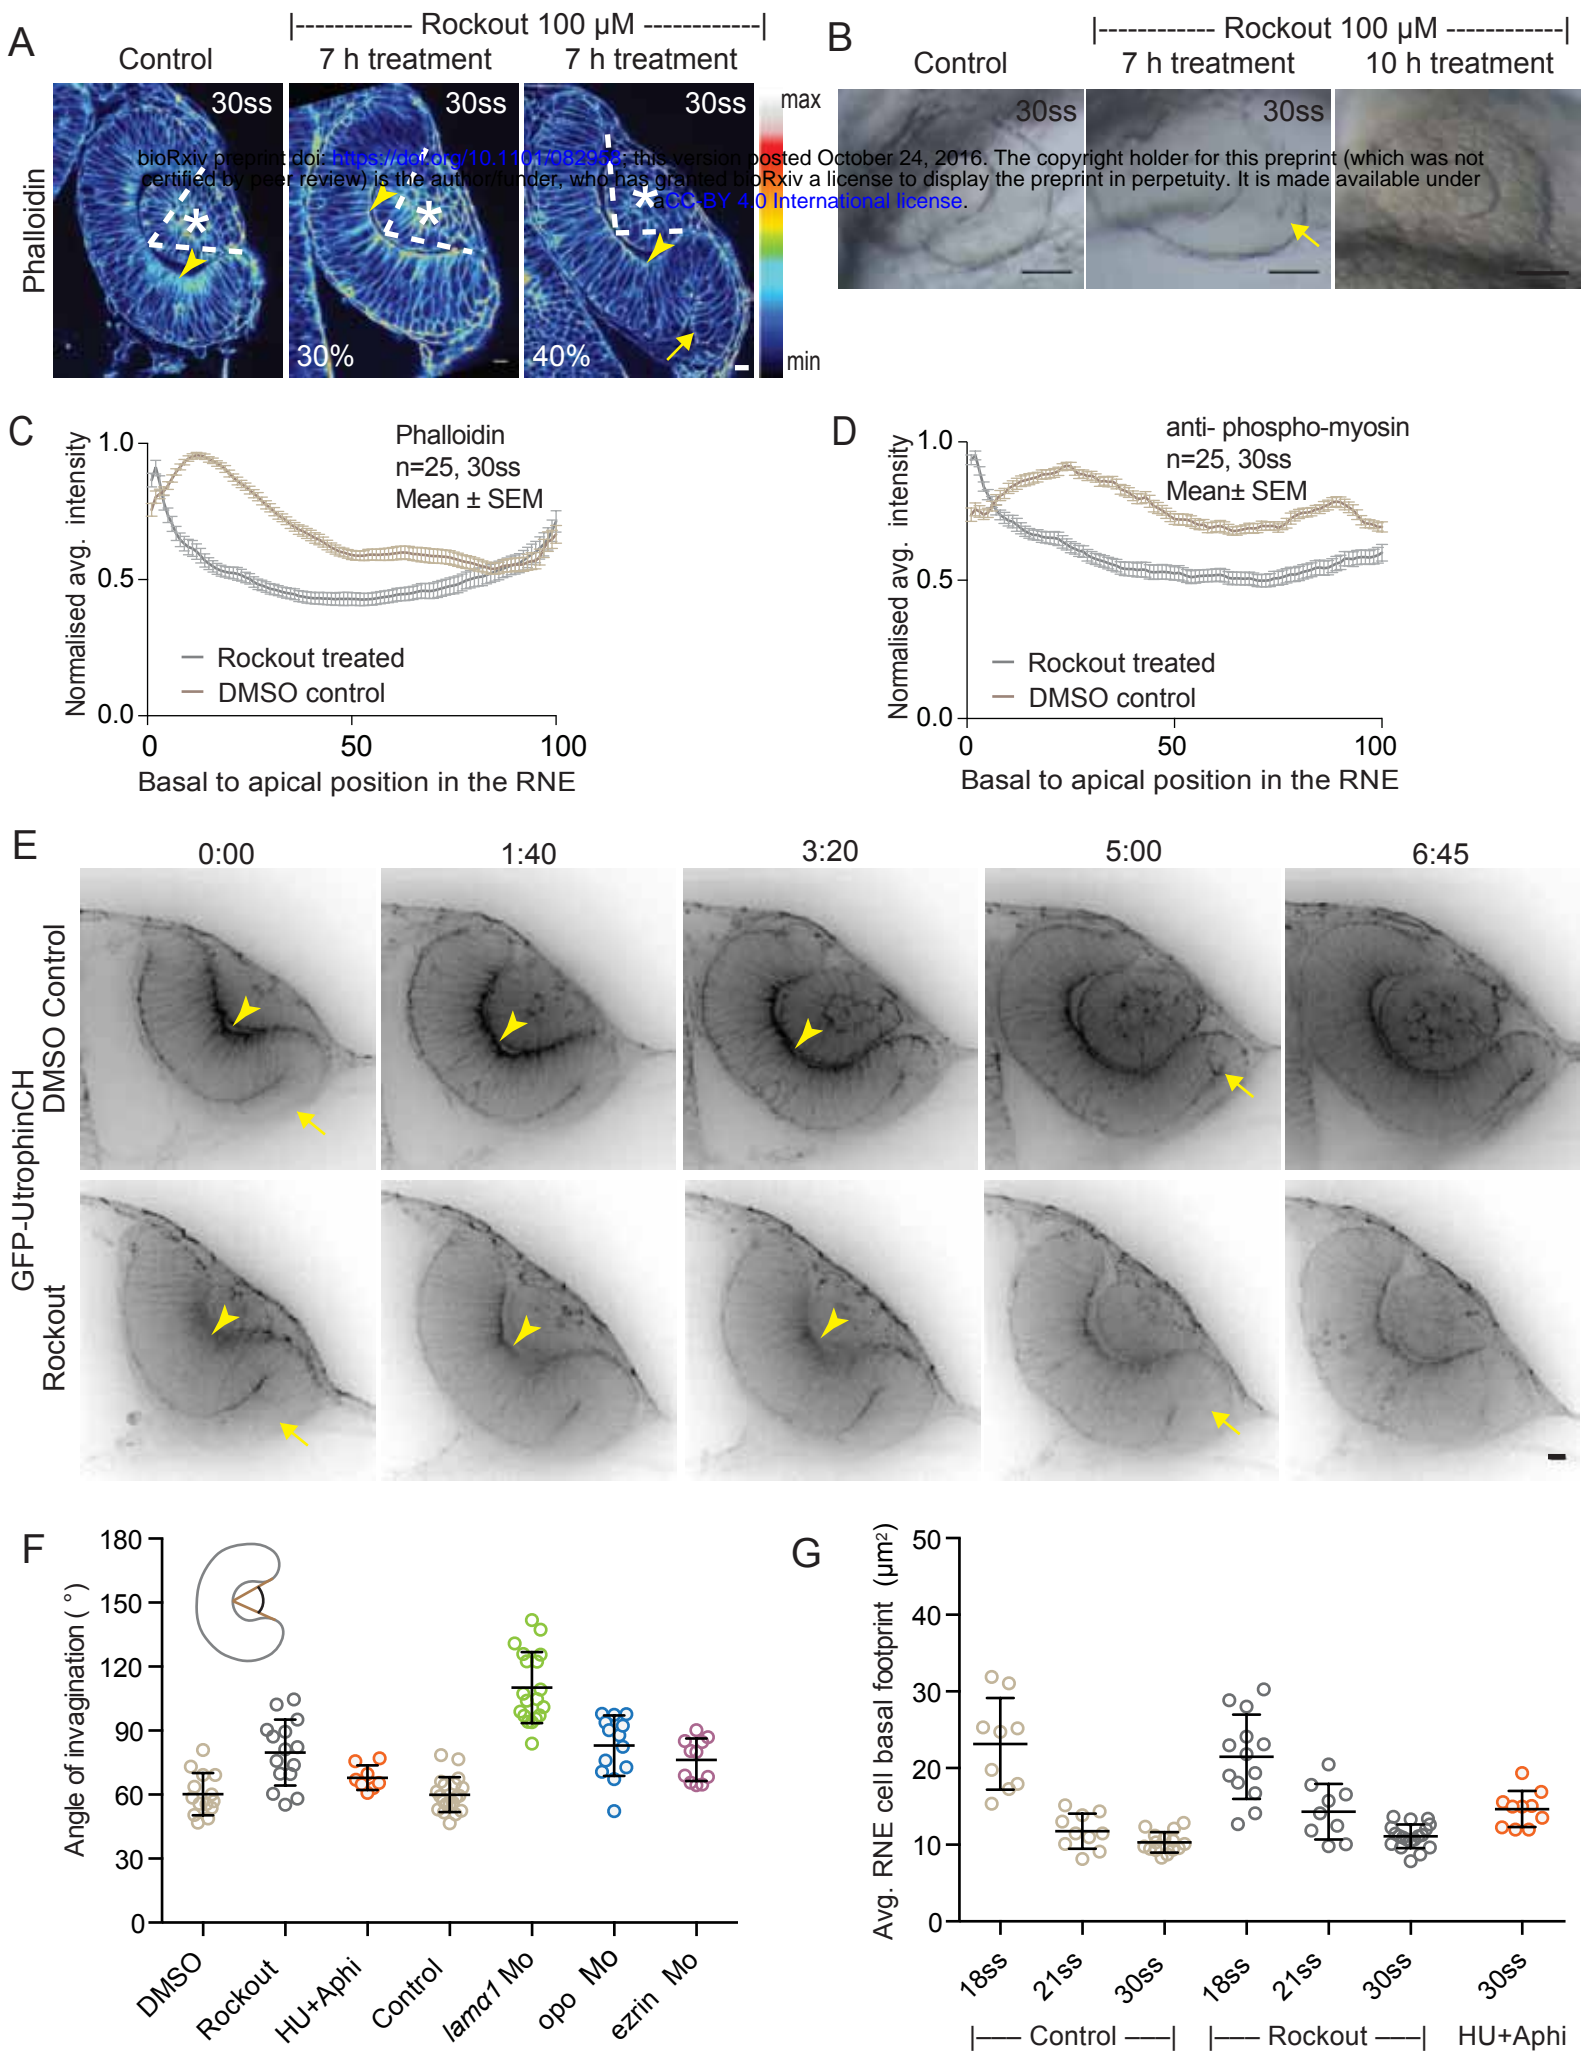 A
|------------ Rockout 100 µM ------------|
Control
7 h treatment
7 h treatment
30ss
30ss
30ss
max
min
Phalloidin
*
*
*
30%
40%
B
|------------ Rockout 100 µM ------------|
Control
7 h treatment
10 h treatment
30ss
30ss
bioRxiv preprint doi: https://doi.org/10.1101/082958; this version posted October 24, 2016. The copyright holder for this preprint (which was not
certified by peer review) is the author/funder, who has granted bioRxiv a license to display the preprint in perpetuity. It is made available under
aCC-BY 4.0 International license.
C
Normalised avg. intensity
1.0
0.5
0.0
Phalloidin
n=25, 30ss
Mean ± SEM
Rockout treated
DMSO control
0
50
100
Basal to apical position in the RNE
D
Normalised avg. intensity
1.0
0.5
0.0
anti- phospho-myosin
n=25, 30ss
Mean± SEM
Rockout treated
DMSO control
0
50
100
Basal to apical position in the RNE
E
0:00
1:40
3:20
5:00
6:45
GFP-UtrophinCH
DMSO Control
Rockout
F
Angle of invagination ( °)
180
150
120
90
60
30
0
DMSO
Rockout
HU+Aphi
Control
lama1 Mo
opo Mo
ezrin Mo
G
Avg. RNE cell basal footprint (µm²)
50
40
30
20
10
0
18ss
21ss
30ss
18ss
21ss
30ss
30ss
|–– Control ––|
|–– Rockout ––|
HU+Aphi